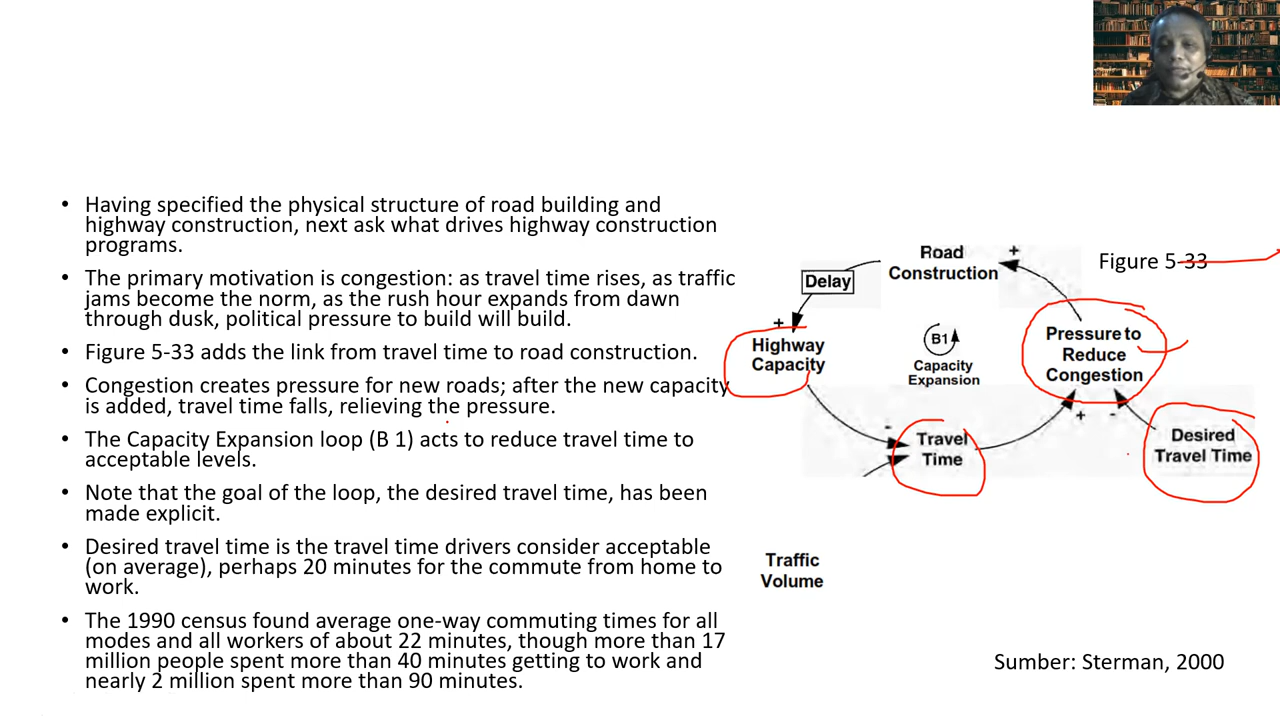 • Having specified the physical structure of road building and
highway construction, next ask what drives highway construction
programs.
• The primary motivation is congestion: as travel time rises, as traffic
jams become the norm, as the rush hour expands from dawn
through dusk, political pressure to build will build.
• Figure 5-33 adds the link from travel time to road construction.
• Congestion creates pressure for new roads; after the new capacity
is added, travel time falls, relieving the pressure.
• The Capacity Expansion loop (B 1) acts to reduce travel time to
acceptable levels.
• Note that the goal of the loop, the desired travel time, has been
made explicit.
• Desired travel time is the travel time drivers consider acceptable
(on average), perhaps 20 minutes for the commute from home to
work.
• The 1990 census found average one-way commuting times for all
modes and all workers of about 22 minutes, though more than 17
million people spent more than 40 minutes getting to work and
nearly 2 million spent more than 90 minutes.
Figure 5-33
Road
Construction
+
Delay
+
Highway
Capacity
B1
Capacity
Expansion
Pressure to
Reduce
Congestion
-
Travel
Time
+
-
Desired
Travel Time
Traffic
Volume
Sumber: Sterman, 2000